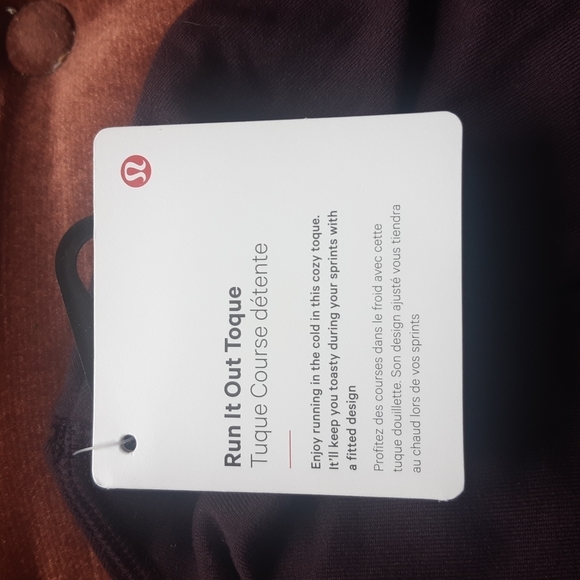 Run It Out Toque
Tuque Course détente
Enjoy running in the cold in this cozy toque.
It'll keep you toasty during your sprints with
a fitted design
Profitez des courses dans le froid avec cette
tuque douillette. Son design ajusté vous tiendra
au chaud lors de vos sprints